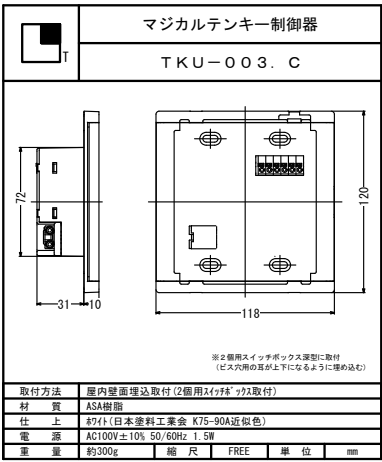 T
マジカルテンキー制御器
TKU－003．C
72
31
10
120
118
※２個用スイッチボックス深型に取付
（ビス穴用の耳が上下になるように埋め込む）
取付方法 屋内壁面埋込取付(2個用ｽｲｯﾁﾎﾞｯｸｽ取付)
材 質 ASA樹脂
仕 上 ﾎﾜｲﾄ(日本塗料工業会 K75-90A近似色)
電 源 AC100V±10% 50/60Hz 1.5W
重 量 約300g 縮 尺 FREE 単 位 mm